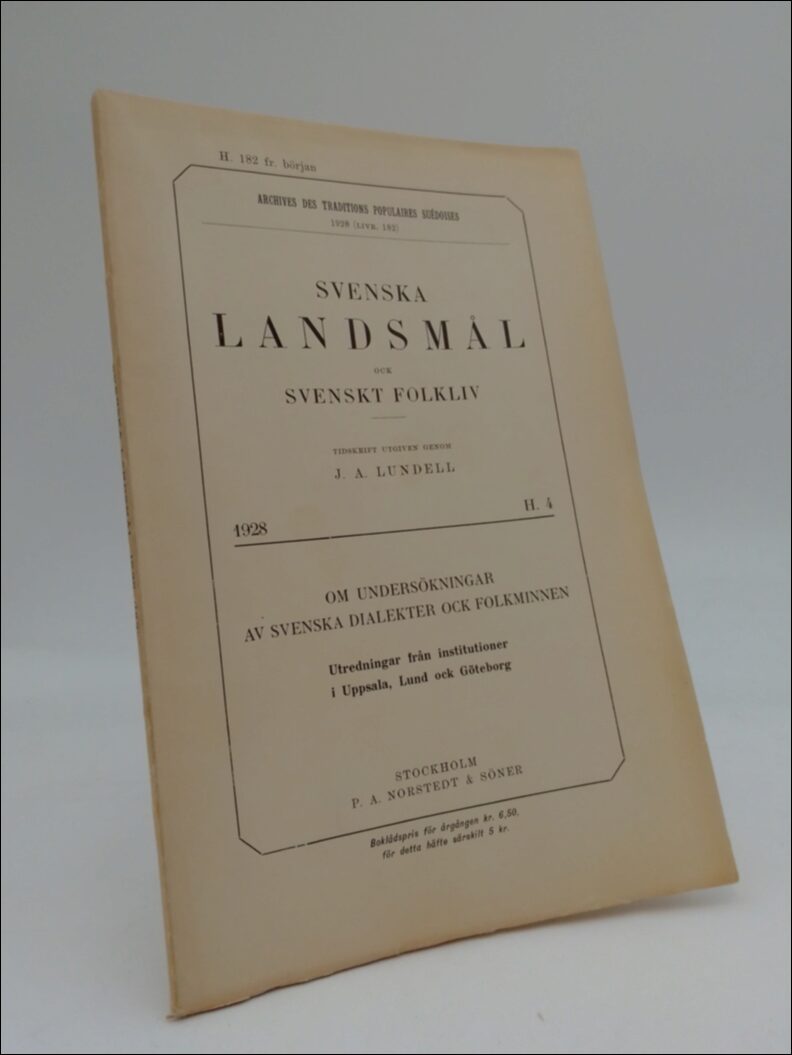 H. 182 fr. början
ARCHIVES DES TRADITIONS POPULAIRES SUÉDOISES
1928 (LIVR. 182)
SVENSKA
LANDSMÅL
OCK
SVENSKT FOLKLIV
TIDSKRIFT UTGIVEN GENOM
J. A. LUNDELL
1928 H. 4
OM UNDERSÖKNINGAR
AV SVENSKA DIALEKTER OCK FOLKMINNEN
Utredningar från institutioner
i Uppsala, Lund ock Göteborg
STOCKHOLM
P. A. NORSTEDT & SÖNER
Boklådspris för årgången kr. 6,50,
för detta häfte särskilt 5 kr.